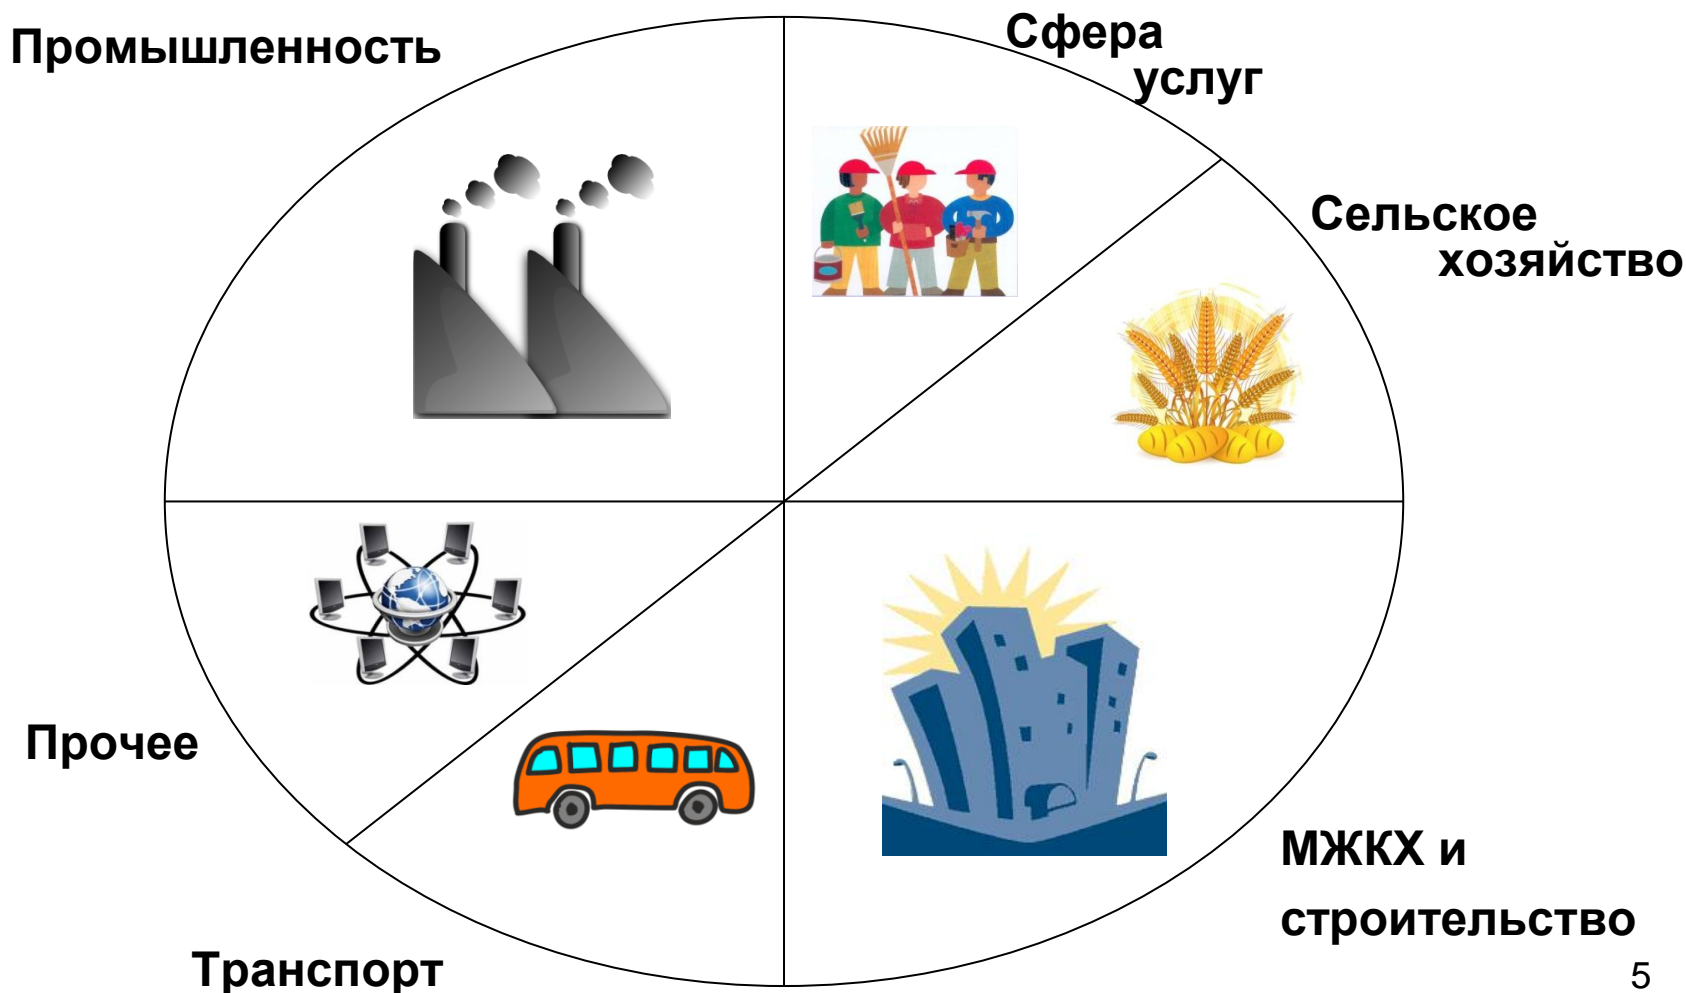 Промышленность
Сфера
услуг
Сельское
хозяйство
Прочее
МЖКХ и
строительство
Транспорт
5